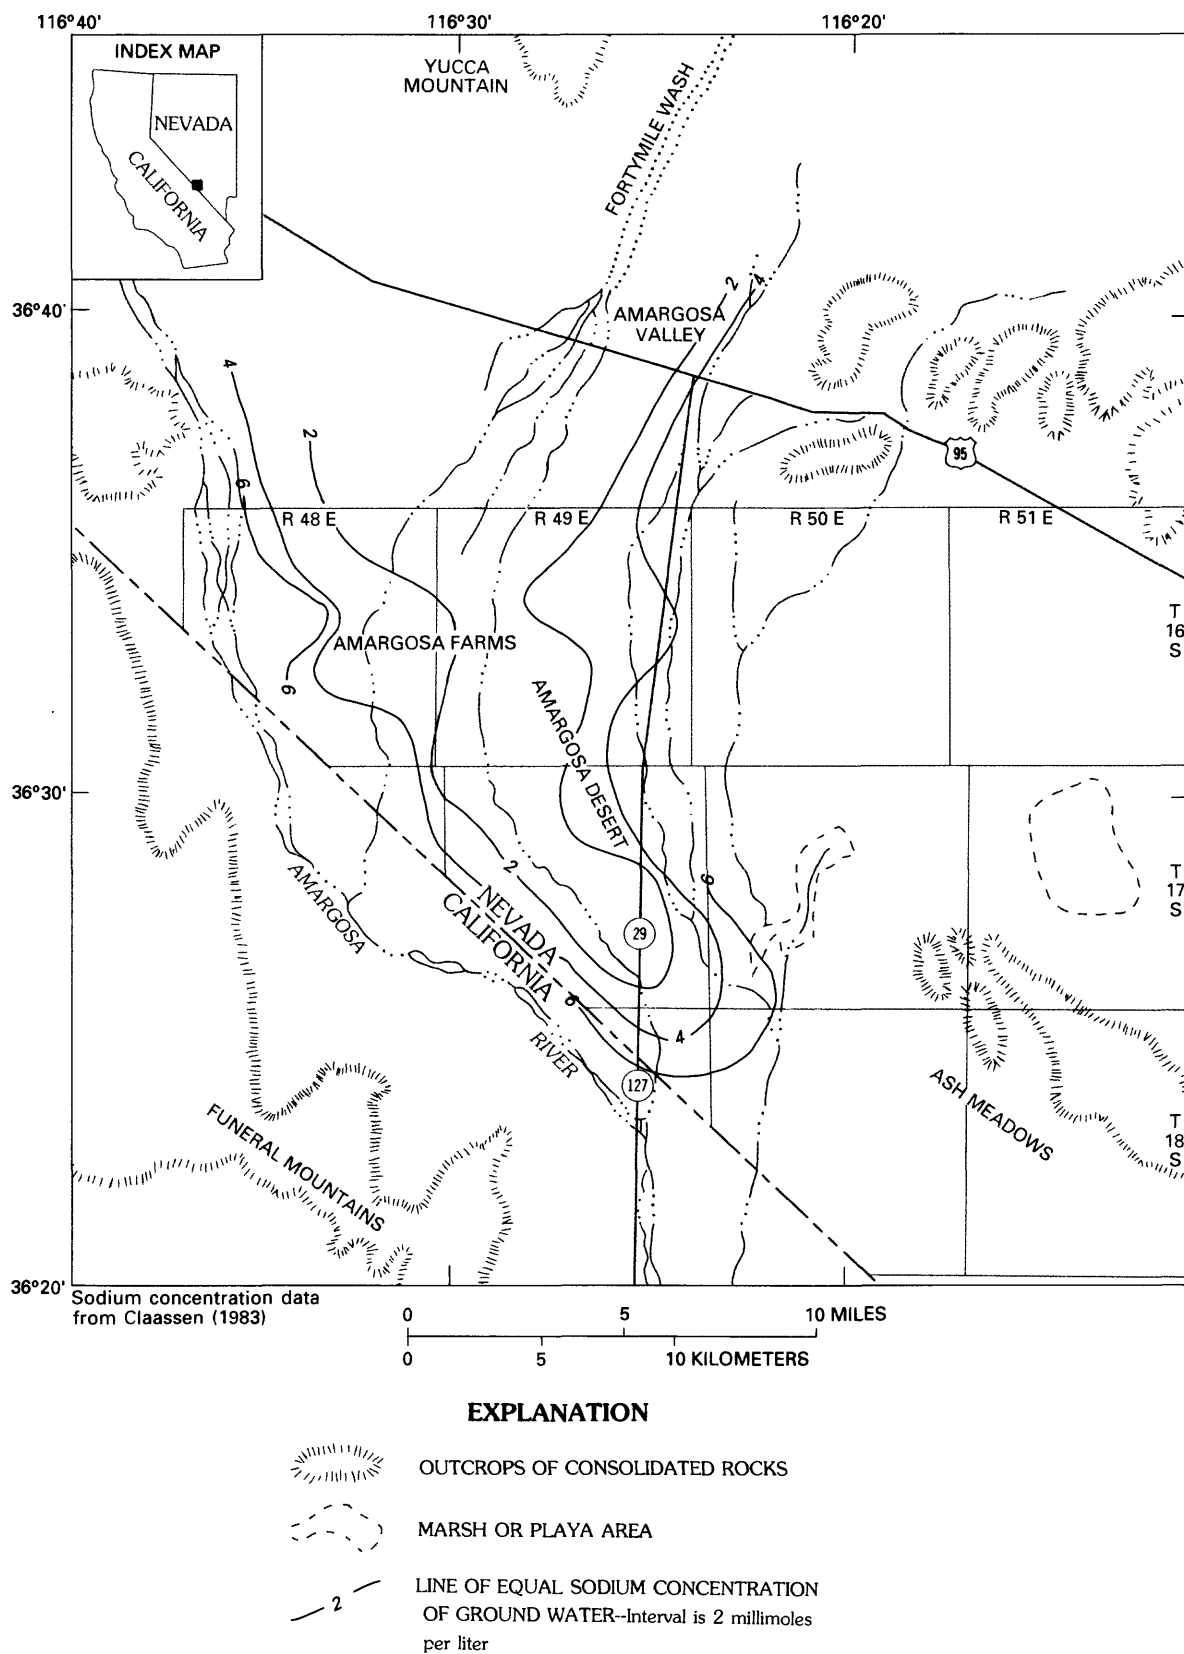 116°40'
116°30'
116°20'
INDEX MAP
NEVADA
CALIFORNIA
YUCCA
MOUNTAIN
FORTYMILE WASH
36°40'
AMARGOSA
VALLEY
2
4
4
2
6
95
R 48 E
R 49 E
R 50 E
R 51 E
T
16
S
AMARGOSA FARMS
6
AMARGOSA DESERT
36°30'
2
6
T
17
S
AMARGOSA
NEVADA
CALIFORNIA
29
6
4
RIVER
127
ASH MEADOWS
T
18
S
FUNERAL MOUNTAINS
36°20'
Sodium concentration data
from Claassen (1983)
0 5 10 MILES
0 5 10 KILOMETERS
EXPLANATION
OUTCROPS OF CONSOLIDATED ROCKS
MARSH OR PLAYA AREA
2
LINE OF EQUAL SODIUM CONCENTRATION
OF GROUND WATER--Interval is 2 millimoles
per liter